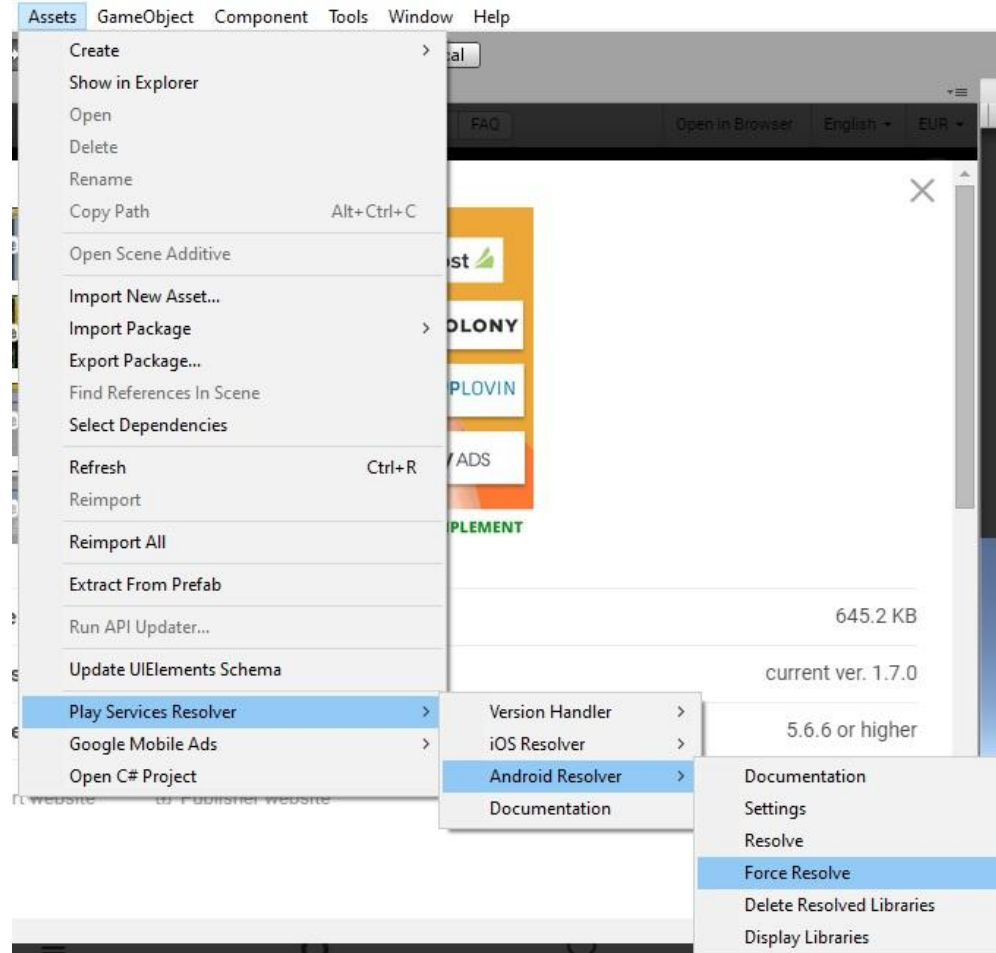 Assets GameObject Component Tools Window Help
Create
Show in Explorer
Open
FAQ Open in Browser English EUR
Delete
Rename
Copy Path Alt+Ctrl+C
Open Scene Additive
Import New Asset...
Import Package
OLONY
Export Package...
Find References In Scene
PLOVIN
Select Dependencies
Refresh Ctrl+R
ADS
Reimport
IPLEMENT
Reimport All
Extract From Prefab
645.2 KB
Run API Updater...
Update UIElements Schema
current ver. 1.7.0
Play Services Resolver
Version Handler
5.6.6 or higher
Google Mobile Ads
iOS Resolver
Open C# Project
Android Resolver
Documentation
Documentation
Settings
Resolve
Force Resolve
Delete Resolved Libraries
Display Libraries